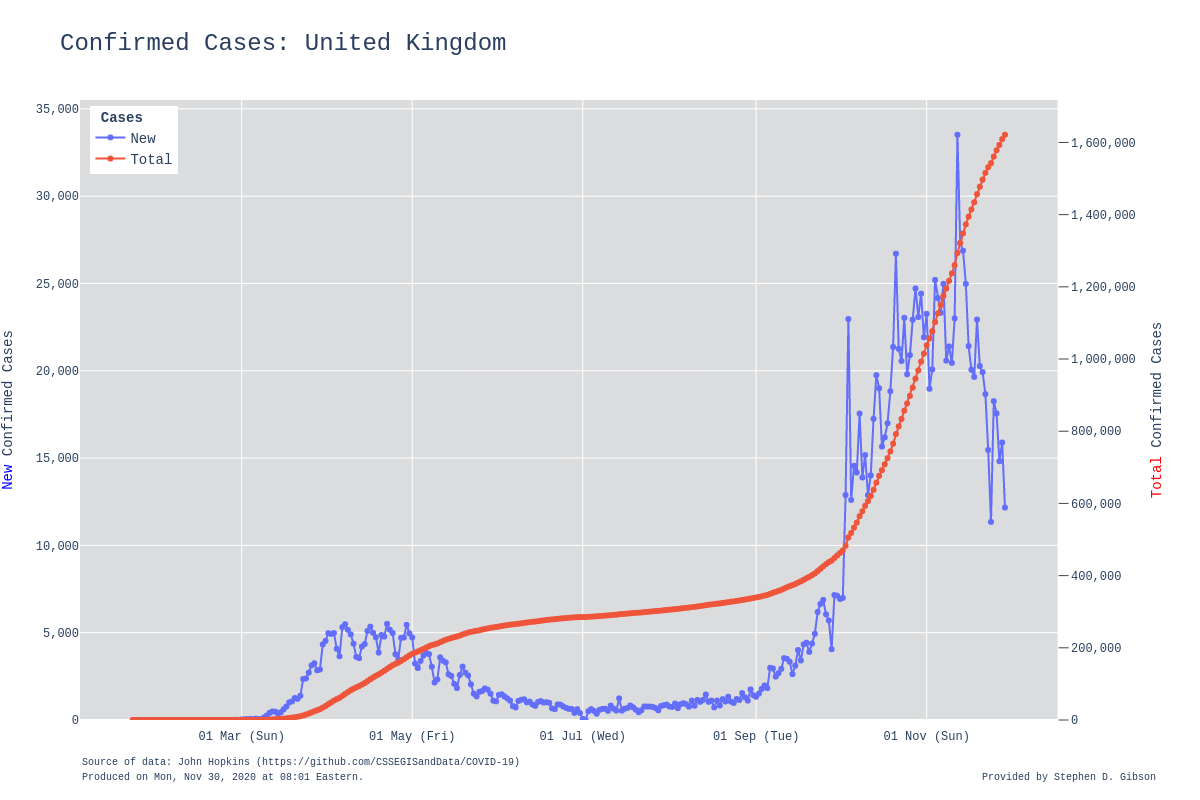 Confirmed Cases: United Kingdom
Cases
New
Total
35,000
30,000
25,000
20,000
15,000
10,000
5,000
0
New Confirmed Cases
1,600,000
1,400,000
1,200,000
1,000,000
800,000
600,000
400,000
200,000
0
Total Confirmed Cases
01 Mar (Sun)
01 May (Fri)
01 Jul (Wed)
01 Sep (Tue)
01 Nov (Sun)
Source of data: John Hopkins (https://github.com/CSSEGISandData/COVID-19)
Produced on Mon, Nov 30, 2020 at 08:01 Eastern.
Provided by Stephen D. Gibson